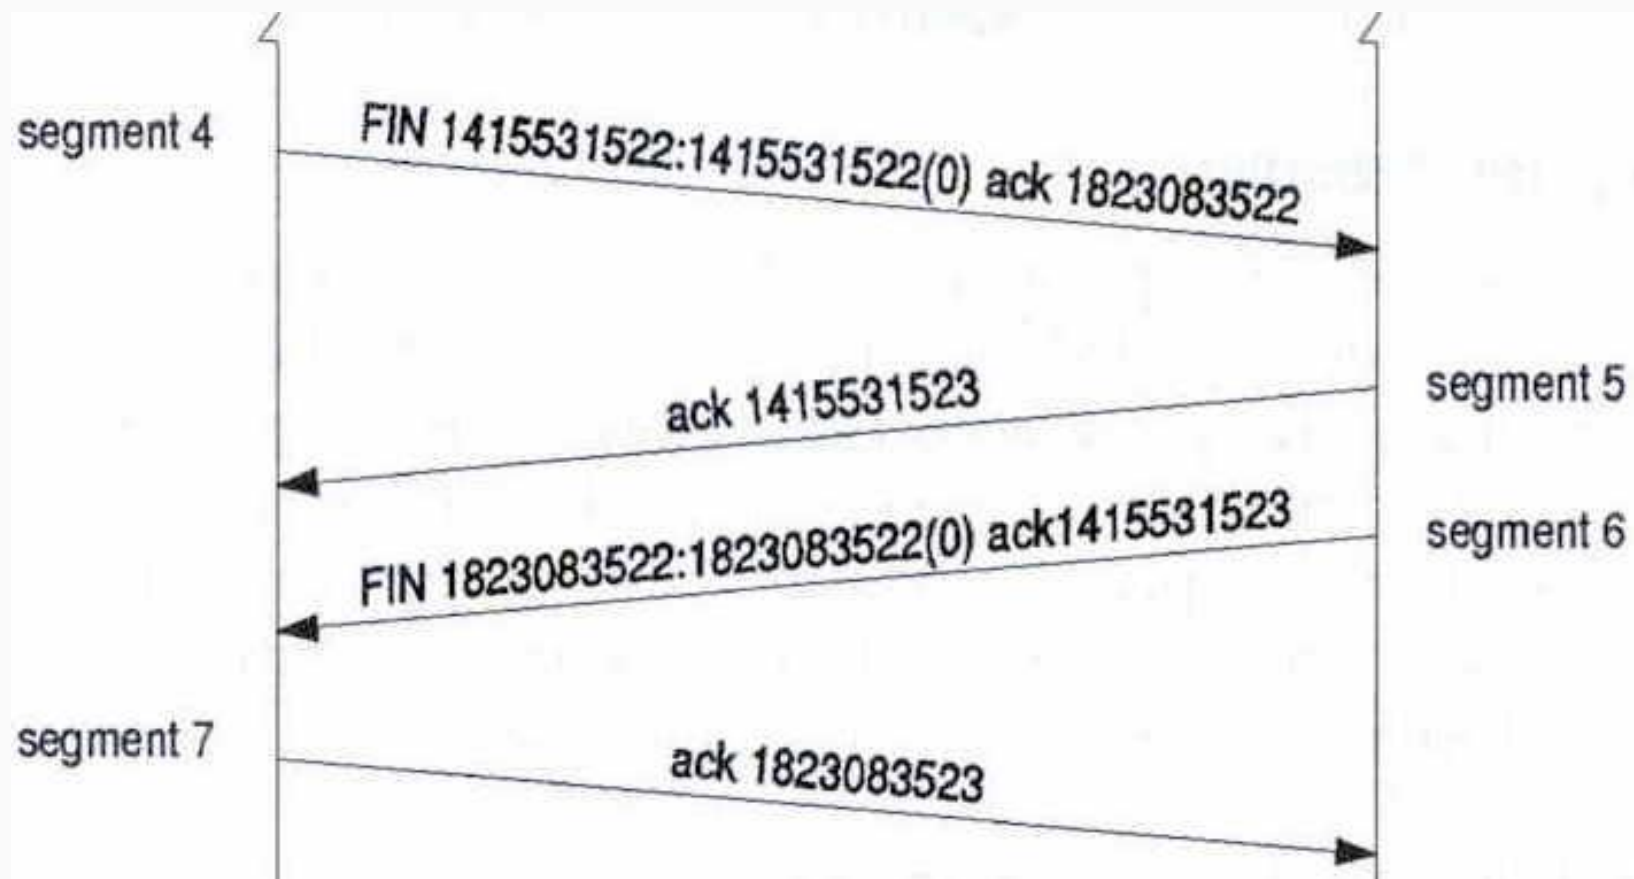 segment 4
FIN 1415531522:1415531522(0) ack 1823083522
ack 1415531523
segment 5
FIN 1823083522:1823083522(0) ack1415531523
segment 6
segment 7
ack 1823083523